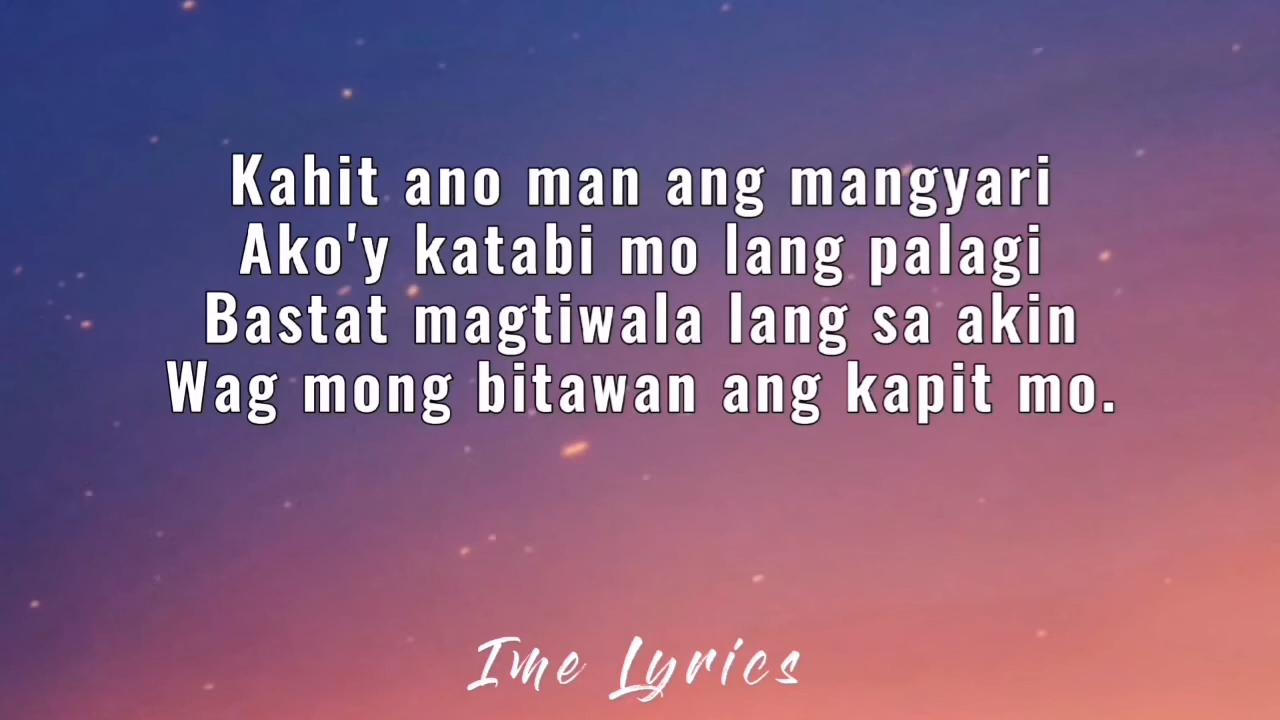 Kahit ano man ang mangyari
Ako'y katabi mo lang palagi
Bastat magtiwala lang sa akin
Wag mong bitawan ang kapit mo.
Ime Lyrics